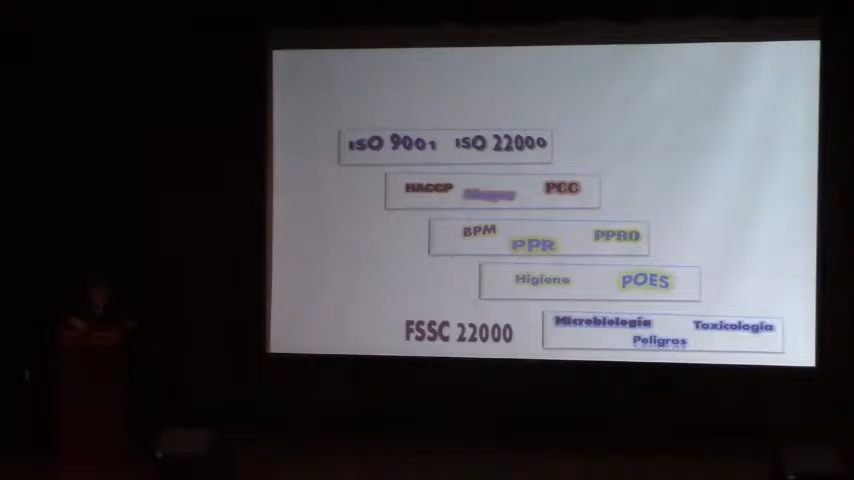 ISO 9001 ISO 22000
HACCP PCC
BPM PPR PPRO
Higiene POES
FSSC 22000
Microbiología Toxicología
Peligros